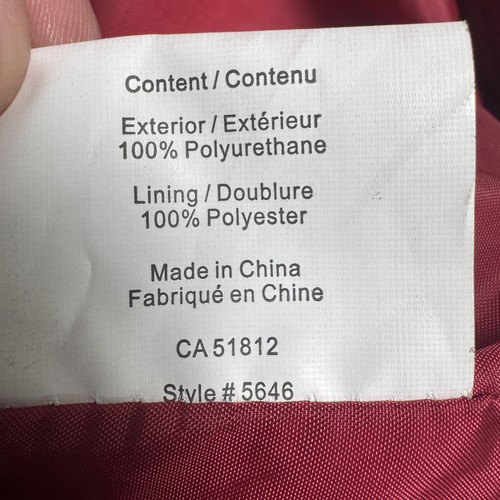 Content / Contenu
Exterior / Extérieur
100% Polyurethane
Lining / Doublure
100% Polyester
Made in China
Fabriqué en Chine
CA 51812
Style # 5646